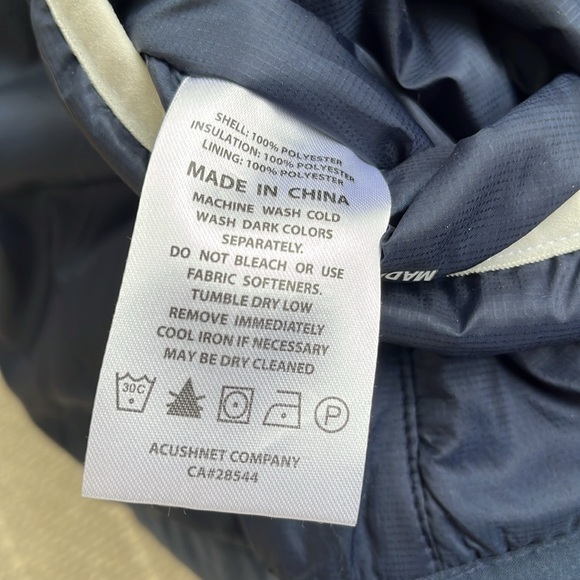 SHELL: 100% POLYESTER
INSULATION: 100% POLYESTER
LINING: 100% POLYESTER
MADE IN CHINA
MACHINE WASH COLD
WASH DARK COLORS
SEPARATELY.
DO NOT BLEACH OR USE
FABRIC SOFTENERS.
TUMBLE DRY LOW
REMOVE IMMEDIATELY
COOL IRON IF NECESSARY
MAY BE DRY CLEANED
30C
P
ACUSHNET COMPANY
CA#28544
MAD